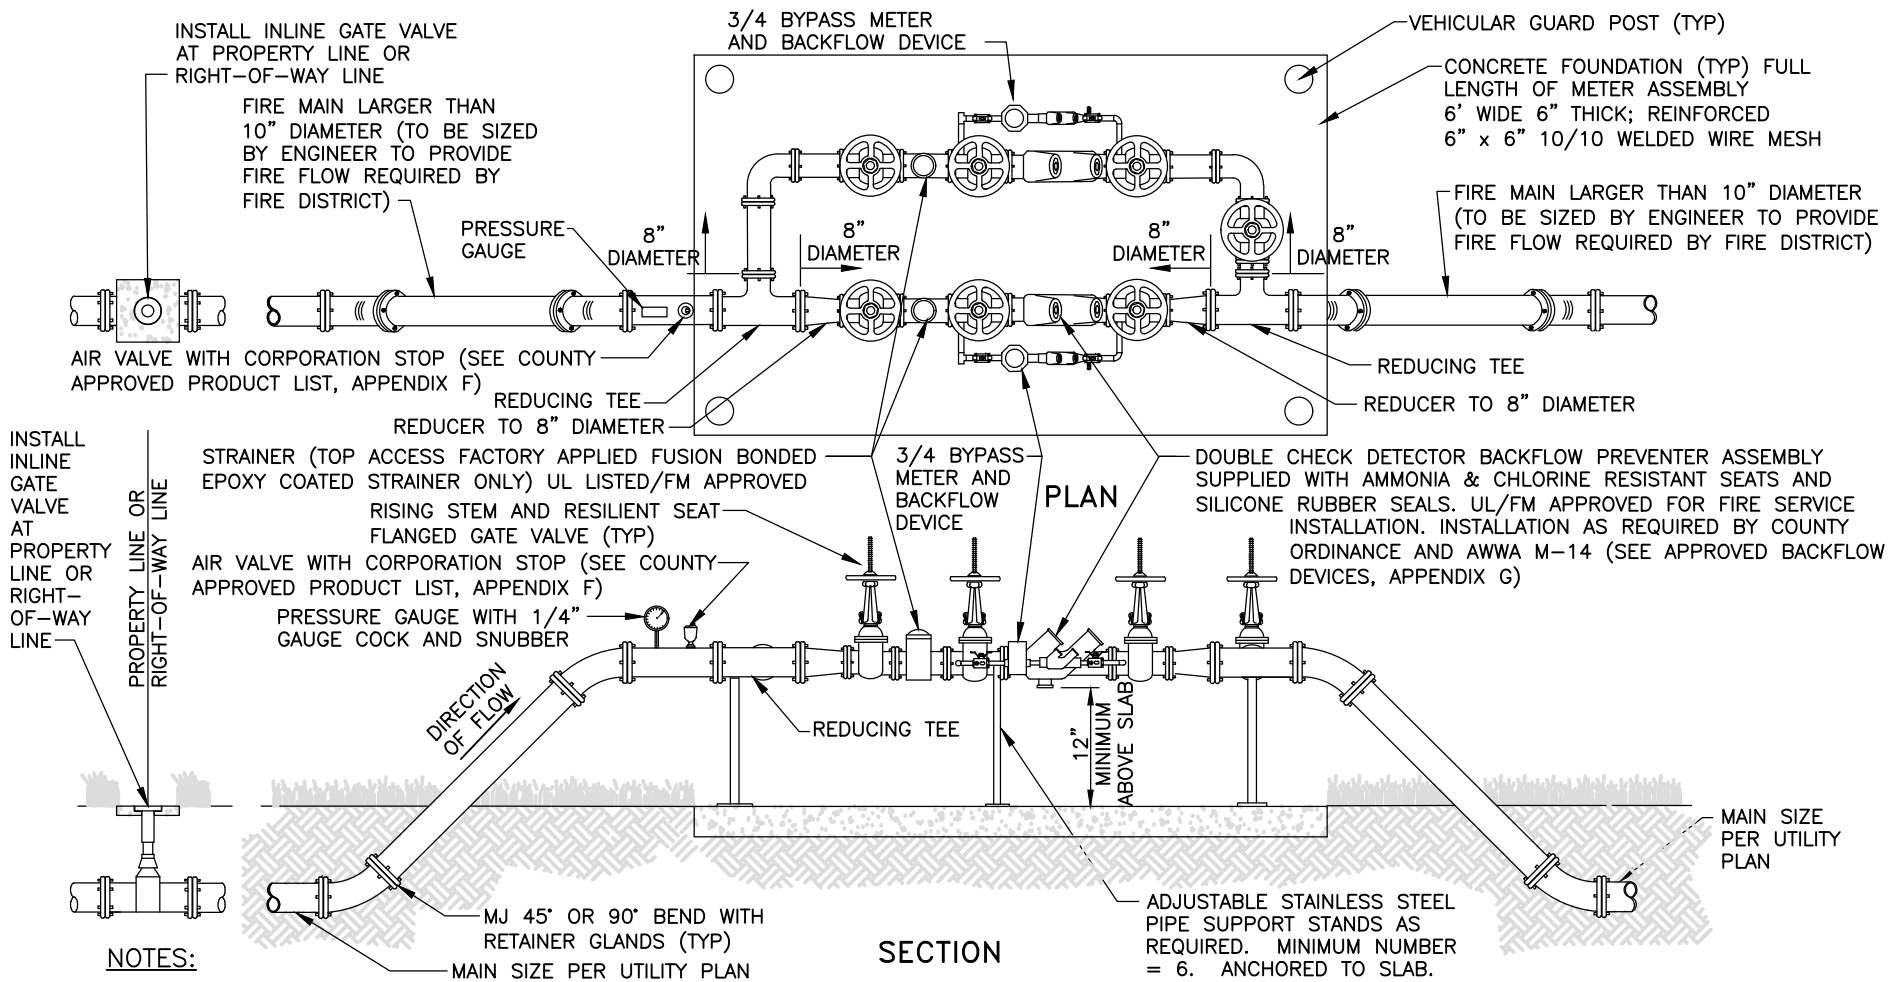 INSTALL INLINE GATE VALVE
AT PROPERTY LINE OR
RIGHT-OF-WAY LINE
FIRE MAIN LARGER THAN
10" DIAMETER (TO BE SIZED
BY ENGINEER TO PROVIDE
FIRE FLOW REQUIRED BY
FIRE DISTRICT)
PRESSURE
GAUGE
8"
DIAMETER
8"
DIAMETER
3/4 BYPASS METER
AND BACKFLOW DEVICE
8"
DIAMETER
8"
DIAMETER
VEHICULAR GUARD POST (TYP)
CONCRETE FOUNDATION (TYP) FULL
LENGTH OF METER ASSEMBLY
6' WIDE 6" THICK; REINFORCED
6" x 6" 10/10 WELDED WIRE MESH
FIRE MAIN LARGER THAN 10" DIAMETER
(TO BE SIZED BY ENGINEER TO PROVIDE
FIRE FLOW REQUIRED BY FIRE DISTRICT)
AIR VALVE WITH CORPORATION STOP (SEE COUNTY
APPROVED PRODUCT LIST, APPENDIX F)
REDUCING TEE
REDUCER TO 8" DIAMETER
REDUCING TEE
REDUCER TO 8" DIAMETER
STRAINER (TOP ACCESS FACTORY APPLIED FUSION BONDED
EPOXY COATED STRAINER ONLY) UL LISTED/FM APPROVED
3/4 BYPASS
METER AND
BACKFLOW
DEVICE
PLAN
DOUBLE CHECK DETECTOR BACKFLOW PREVENTER ASSEMBLY
SUPPLIED WITH AMMONIA & CHLORINE RESISTANT SEATS AND
SILICONE RUBBER SEALS. UL/FM APPROVED FOR FIRE SERVICE
INSTALLATION. INSTALLATION AS REQUIRED BY COUNTY
ORDINANCE AND AWWA M-14 (SEE APPROVED BACKFLOW
DEVICES, APPENDIX G)
INSTALL
INLINE
GATE
VALVE
AT
PROPERTY
LINE OR
RIGHT-
OF-WAY
LINE
PROPERTY LINE OR
RIGHT-OF-WAY LINE
RISING STEM AND RESILIENT SEAT
FLANGED GATE VALVE (TYP)
AIR VALVE WITH CORPORATION STOP (SEE COUNTY
APPROVED PRODUCT LIST, APPENDIX F)
PRESSURE GAUGE WITH 1/4"
GAUGE COCK AND SNUBBER
DIRECTION
OF FLOW
REDUCING TEE
12"
MINIMUM
ABOVE SLAB
MAIN SIZE
PER UTILITY
PLAN
MJ 45° OR 90° BEND WITH
RETAINER GLANDS (TYP)
MAIN SIZE PER UTILITY PLAN
ADJUSTABLE STAINLESS STEEL
PIPE SUPPORT STANDS AS
REQUIRED. MINIMUM NUMBER
= 6. ANCHORED TO SLAB.
SECTION
NOTES: